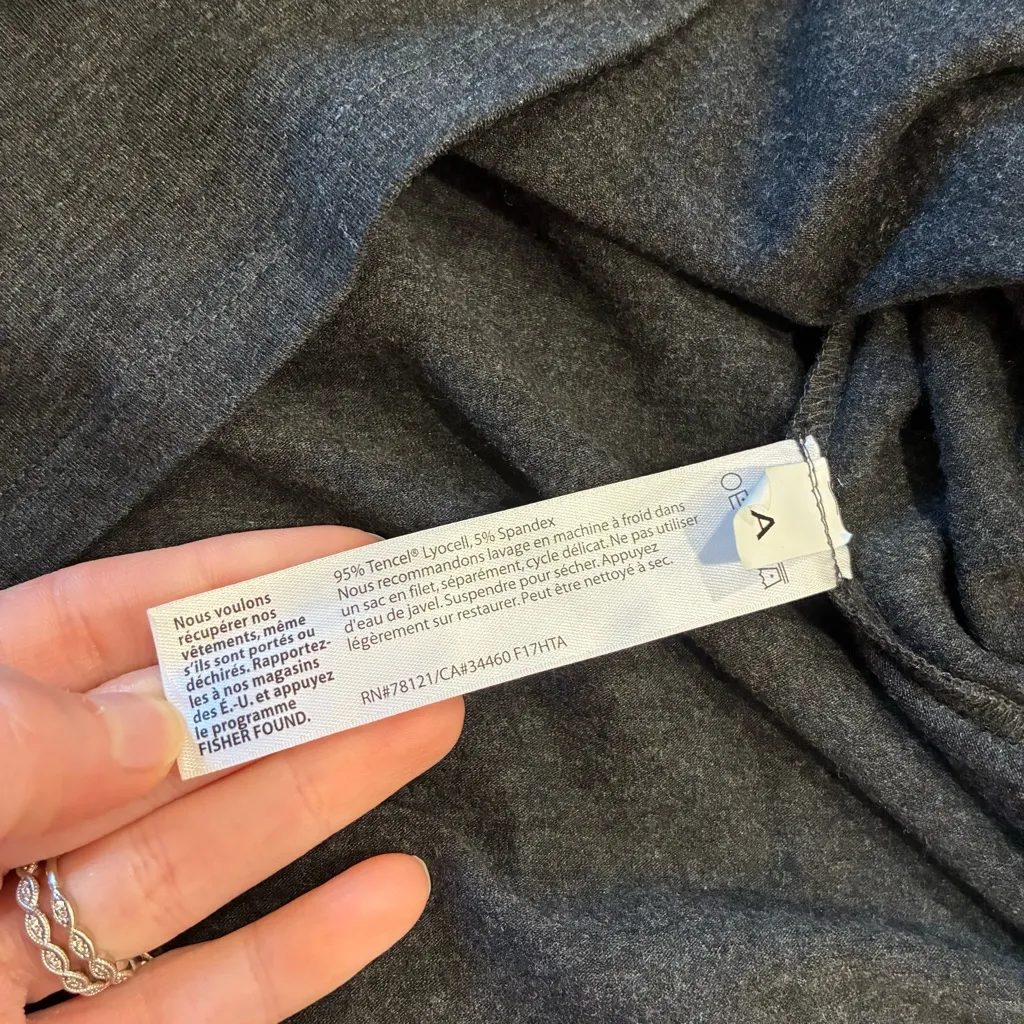 Nous voulons
récupérer nos
vêtements, même
s'ils sont portés ou
déchirés. Rapportez-
les à nos magasins
des É.-U. et appuyez
le programme
FISHER FOUND.
95% Tencel® Lyocell, 5% Spandex
Nous recommandons lavage en machine à froid dans
un sac en filet, séparément, cycle délicat. Ne pas utiliser
d'eau de javel. Suspendre pour sécher. Appuyez
légèrement sur restaurer. Peut être nettoyé à sec.
RN#78121/CA#34460 F17HTA
A